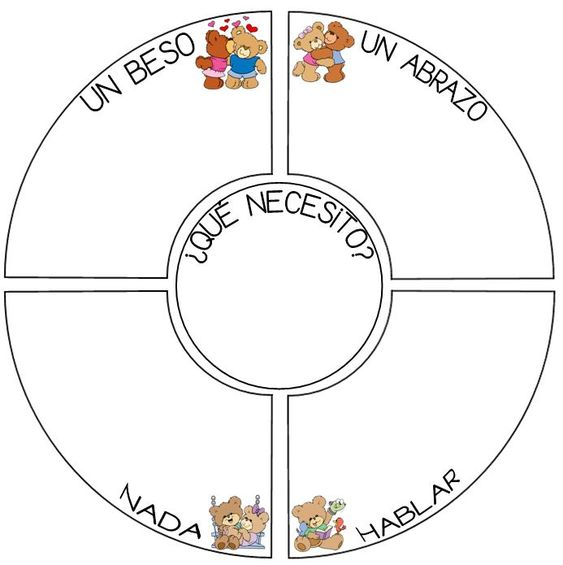 UN BESO
UN ABRAZO
¿QUÉ NECESiTO?
NADA
HABLAR